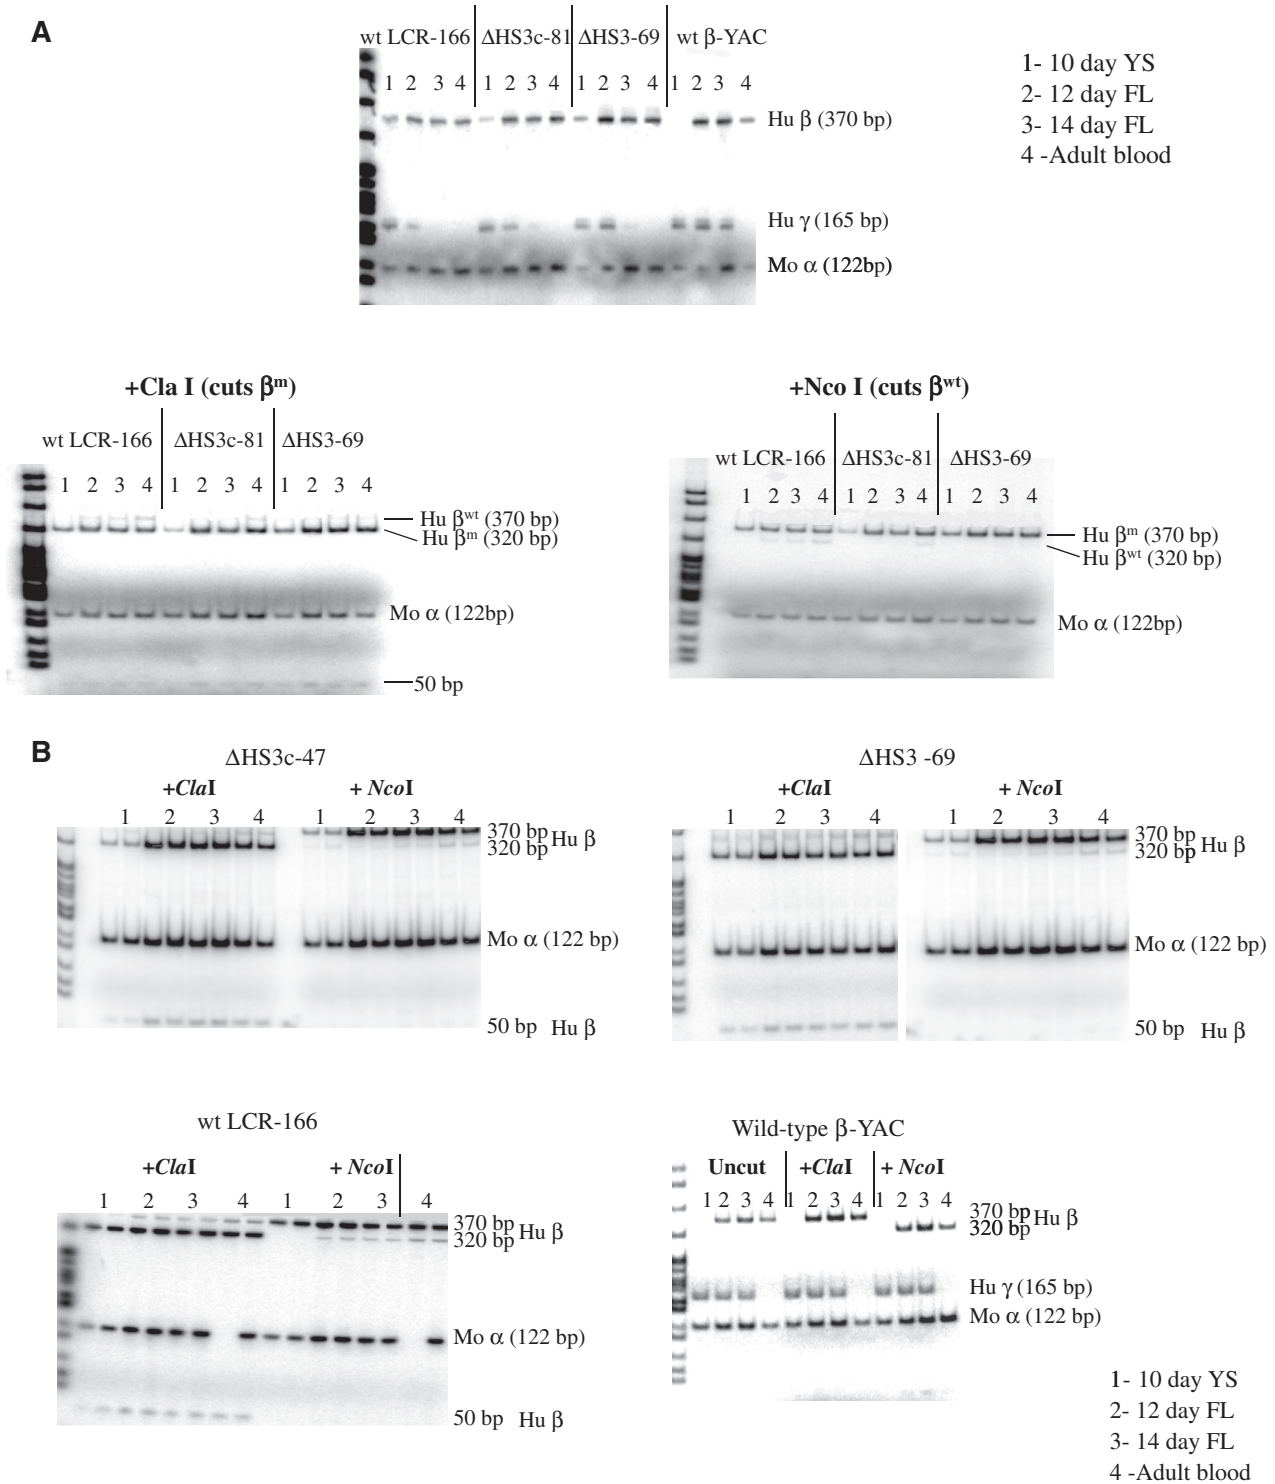 A
wt LCR-166 ΔHS3c-81 ΔHS3-69 wt β-YAC
1 2 3 4 1 2 3 4 1 2 3 4 1 2 3 4
Hu β (370 bp)
Hu γ (165 bp)
Mo α (122bp)
1- 10 day YS
2- 12 day FL
3- 14 day FL
4 -Adult blood
+Cla I (cuts βᵐ)
wt LCR-166 ΔHS3c-81 ΔHS3-69
1 2 3 4 1 2 3 4 1 2 3 4
Hu βʷᵗ (370 bp)
Hu βᵐ (320 bp)
Mo α (122bp)
50 bp
+Nco I (cuts βʷᵗ)
wt LCR-166 ΔHS3c-81 ΔHS3-69
1 2 3 4 1 2 3 4 1 2 3 4
Hu βᵐ (370 bp)
Hu βʷᵗ (320 bp)
Mo α (122bp)
B
ΔHS3c-47
+ClaI + NcoI
1 2 3 4 1 2 3 4
370 bp Hu β
320 bp
Mo α (122 bp)
50 bp Hu β
ΔHS3 -69
+ClaI + NcoI
1 2 3 4 1 2 3 4
370 bp Hu β
320 bp
Mo α (122 bp)
50 bp Hu β
wt LCR-166
+ClaI + NcoI
1 2 3 4 1 2 3 4
370 bp Hu β
320 bp
Mo α (122 bp)
50 bp Hu β
Wild-type β-YAC
Uncut +ClaI + NcoI
1 2 3 4 1 2 3 4 1 2 3 4
370 bp Hu β
320 bp
Hu γ (165 bp)
Mo α (122 bp)
1- 10 day YS
2- 12 day FL
3- 14 day FL
4 -Adult blood